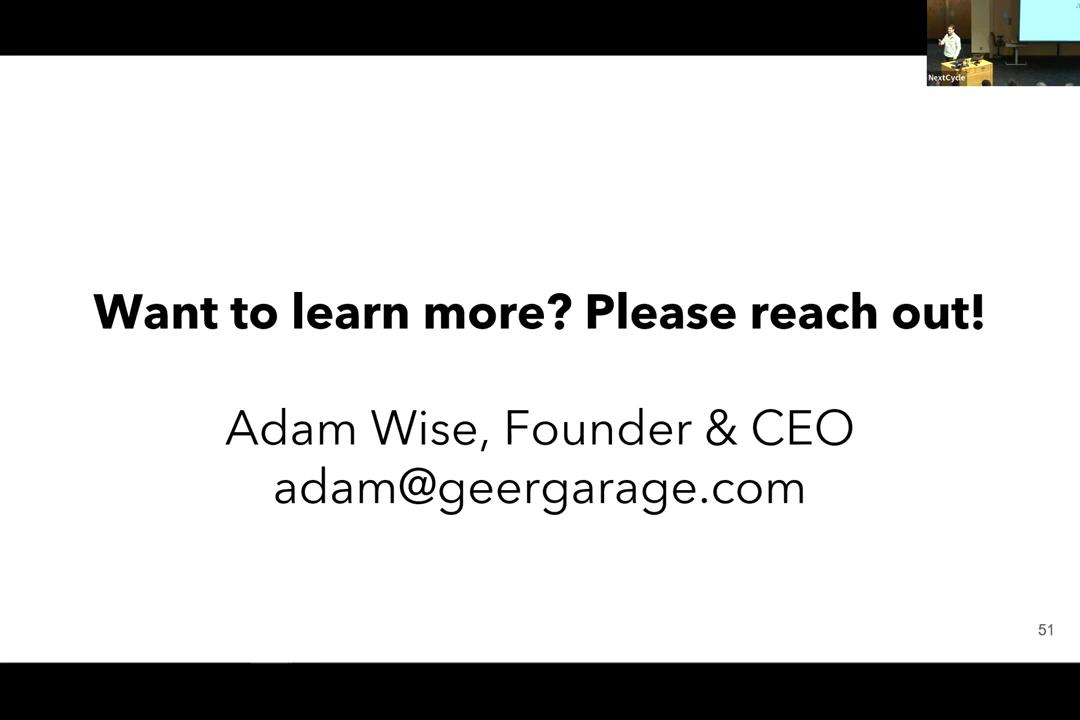 NextCycle
Want to learn more? Please reach out!
Adam Wise, Founder & CEO
adam@geergarage.com
51